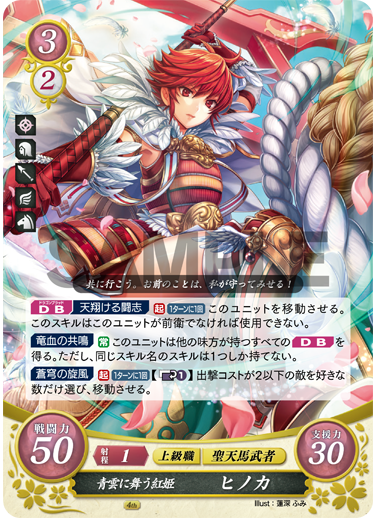 3
2
SAMPLE
共に行こう。お前のことは、私が守ってみせる!
ドラゴンブラッド
DB 天翔ける闘志 起 1ターンに1回 このユニットを移動させる。
このスキルはこのユニットが前衛でなければ使用できない。
竜血の共鳴 常 このユニットは他の味方が持つすべての DB を
得る。ただし、同じスキル名のスキルは1つしか持てない。
蒼穹の旋風 起 1ターンに1回 【1】 出撃コストが2以下の敵を好きな
数だけ選び、移動させる。
戦闘力
50
射程 1
上級職
聖天馬武者
支援力
30
青雲に舞う紅姫 ヒノカ
4th
Illust:蓮深 ふみ